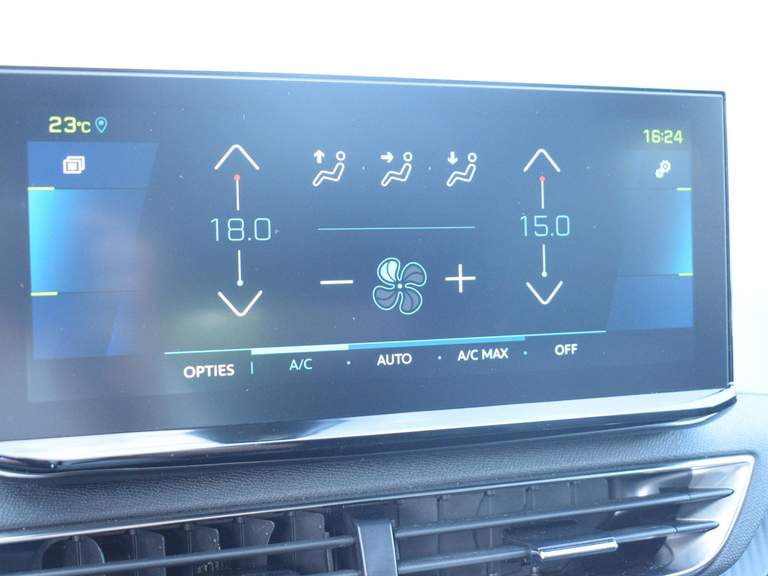 23°C
16:24
18.0
15.0
OPTIES A/C AUTO A/C MAX OFF